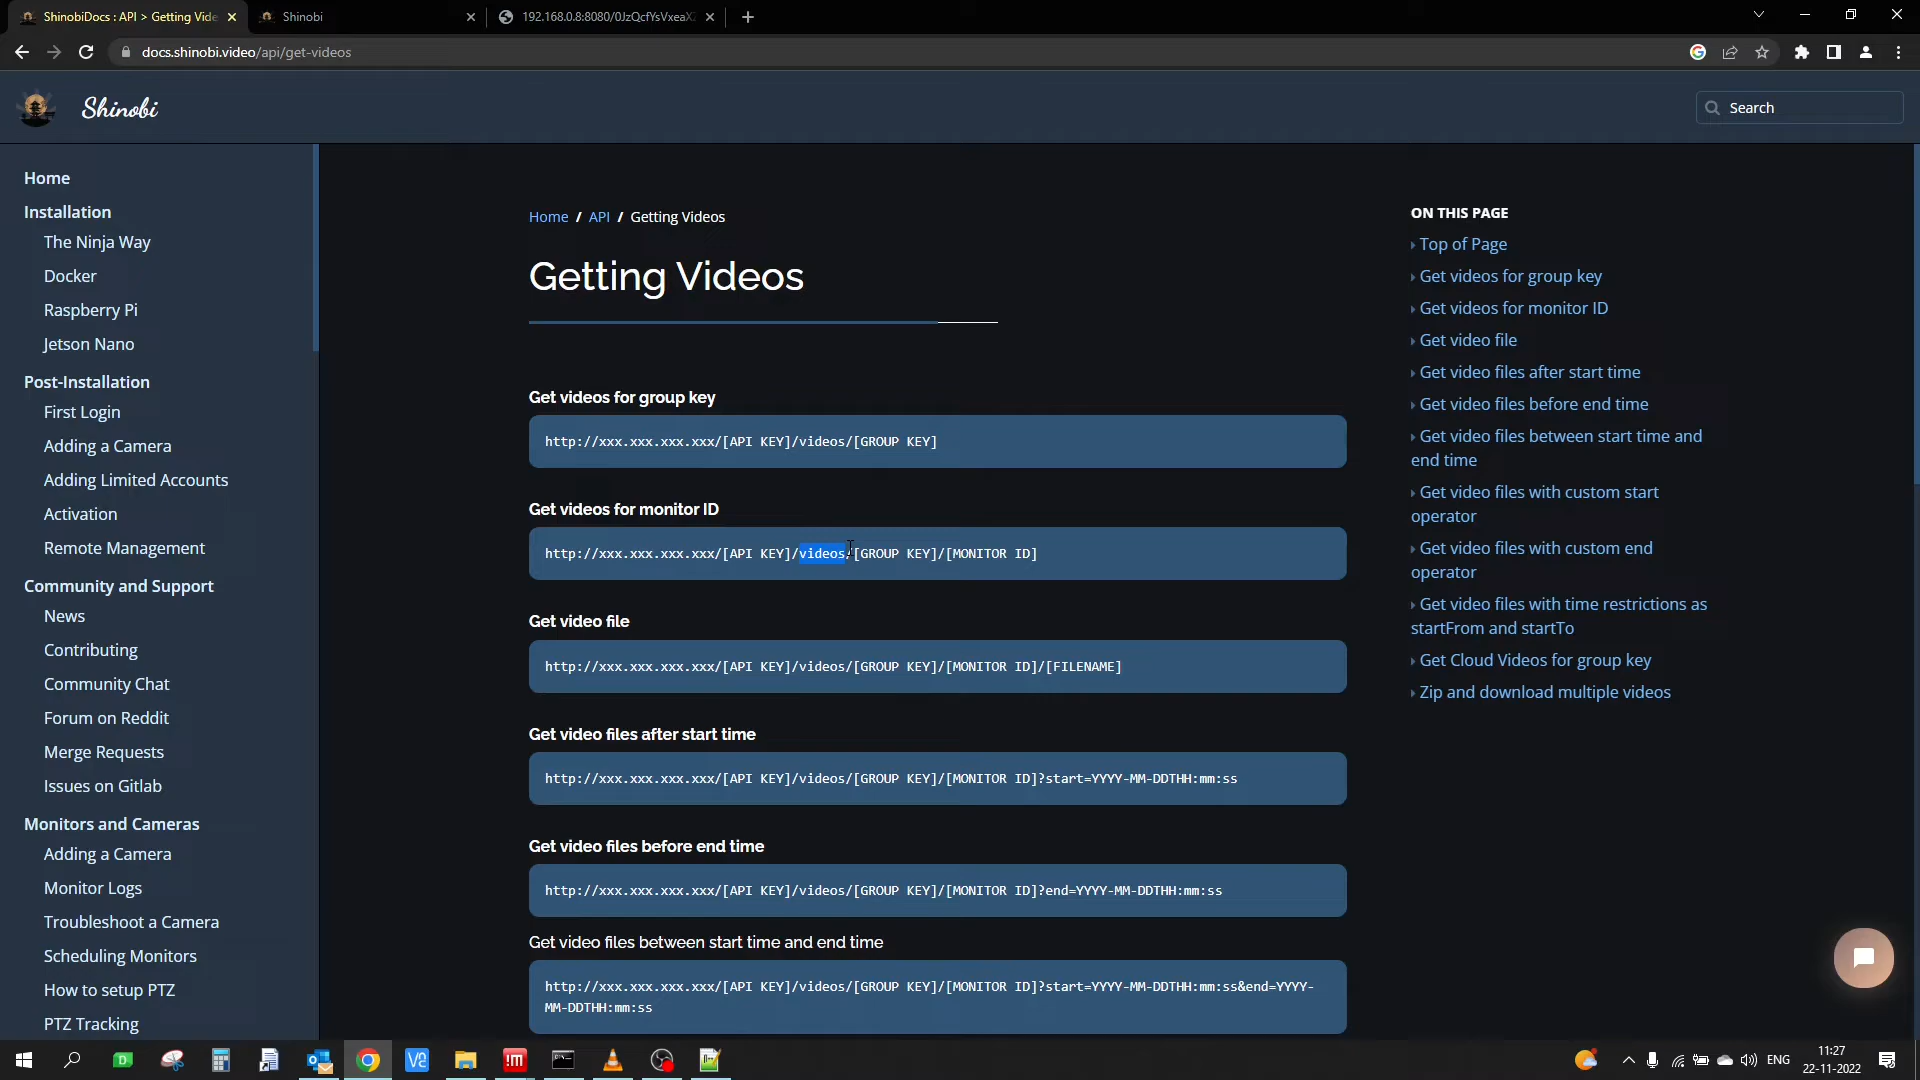 ShinobiDocs : API > Getting Vide
Shinobi
192.168.0.8:8080/0JzQcfYsVxeaX
docs.shinobi.video/api/get-videos
Shinobi
Search
Home
Installation
The Ninja Way
Docker
Raspberry Pi
Jetson Nano
Post-Installation
First Login
Adding a Camera
Adding Limited Accounts
Activation
Remote Management
Community and Support
News
Contributing
Community Chat
Forum on Reddit
Merge Requests
Issues on Gitlab
Monitors and Cameras
Adding a Camera
Monitor Logs
Troubleshoot a Camera
Scheduling Monitors
How to setup PTZ
PTZ Tracking
Home / API / Getting Videos
Getting Videos
Get videos for group key
http://xxx.xxx.xxx.xxx/[API KEY]/videos/[GROUP KEY]
Get videos for monitor ID
http://xxx.xxx.xxx.xxx/[API KEY]/videos/[GROUP KEY]/[MONITOR ID]
Get video file
http://xxx.xxx.xxx.xxx/[API KEY]/videos/[GROUP KEY]/[MONITOR ID]/[FILENAME]
Get video files after start time
http://xxx.xxx.xxx.xxx/[API KEY]/videos/[GROUP KEY]/[MONITOR ID]?start=YYYY-MM-DDTHH:mm:ss
Get video files before end time
http://xxx.xxx.xxx.xxx/[API KEY]/videos/[GROUP KEY]/[MONITOR ID]?end=YYYY-MM-DDTHH:mm:ss
Get video files between start time and end time
http://xxx.xxx.xxx.xxx/[API KEY]/videos/[GROUP KEY]/[MONITOR ID]?start=YYYY-MM-DDTHH:mm:ss&end=YYYY-
MM-DDTHH:mm:ss
ON THIS PAGE
Top of Page
Get videos for group key
Get videos for monitor ID
Get video file
Get video files after start time
Get video files before end time
Get video files between start time and
end time
Get video files with custom start
operator
Get video files with custom end
operator
Get video files with time restrictions as
startFrom and startTo
Get Cloud Videos for group key
Zip and download multiple videos
ENG
11:27
22-11-2022